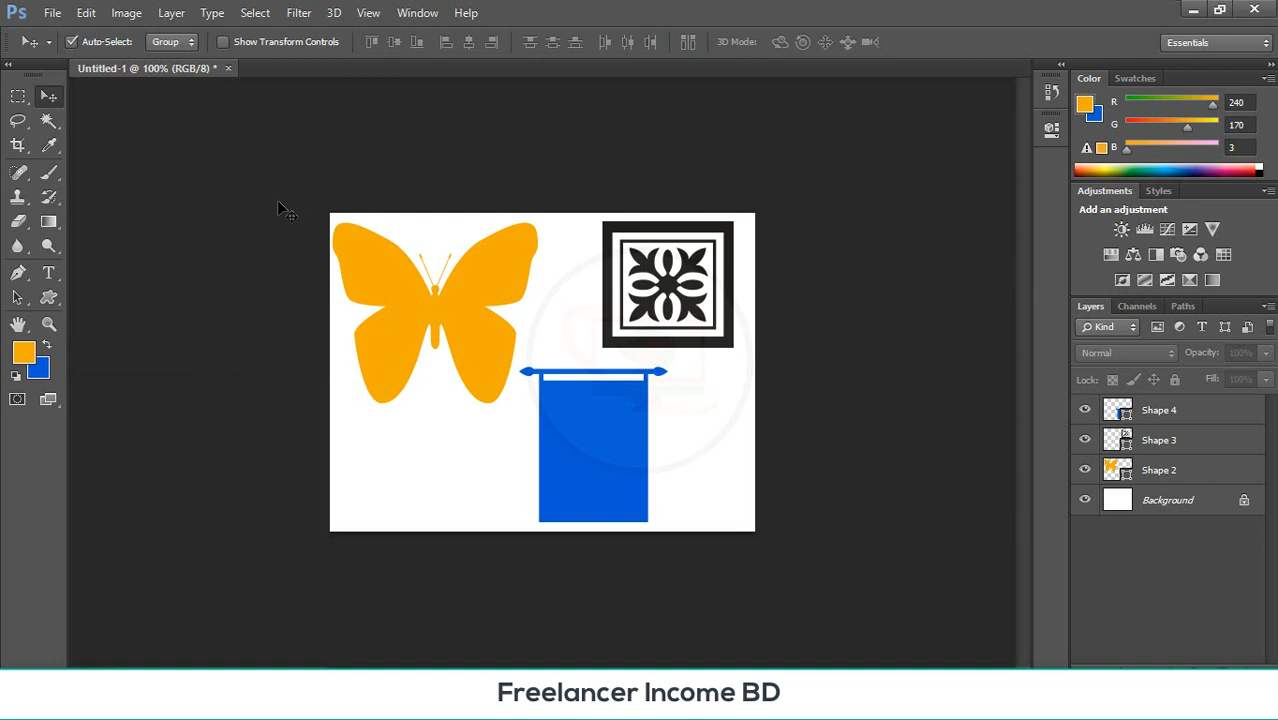 Ps File Edit Image Layer Type Select Filter 3D View Window Help
Auto-Select: Group Show Transform Controls 3D Mode: Essentials
Untitled-1 @ 100% (RGB/8) * ×
Color Swatches
R 240
G 170
B 3
Adjustments Styles
Add an adjustment
Layers Channels Paths
Kind
Normal Opacity: 100%
Lock: Fill: 100%
Shape 4
Shape 3
Shape 2
Background
Freelancer Income BD